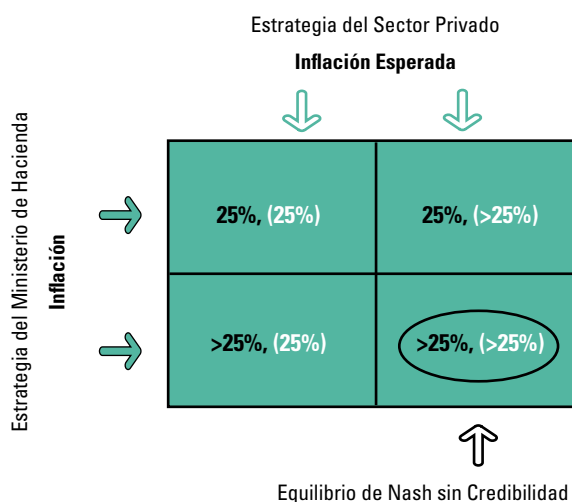 Estrategia del Sector Privado
Inflación Esperada
Estrategia del Ministerio de Hacienda
Inflación
25%, (25%)
25%, (>25%)
>25%, (25%)
>25%, (>25%)
Equilibrio de Nash sin Credibilidad